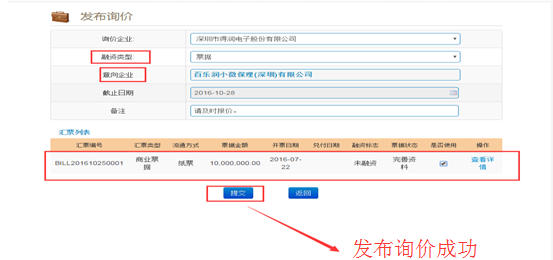 发布询价
询价企业: 深圳市得润电子股份有限公司
融资类型: 票据
意向企业 百乐润小微保理(深圳)有限公司
截止日期 2016-10-28
备注 请及时报价。
汇票列表
汇票编号 汇票类型 流通方式 票据金额 开票日期 兑付日期 融资标志 票据状态 是否使用 操作
BILL201610250001 商业票据 纸票 10,000,000.00 2016-07-22 未融资 完善资料 查看详情
提交 返回
发布询价成功